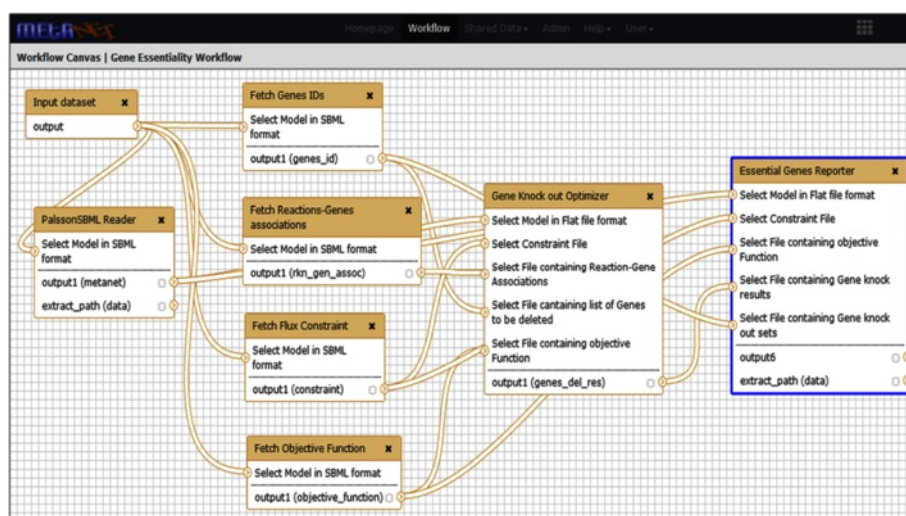 METANET
Homepage Workflow Shared Data Admin Help User
Workflow Canvas | Gene Essentiality Workflow
Input dataset
output
PalssonSBML Reader
Select Model in SBML
format
output1 (metanet)
extract_path (data)
Fetch Genes IDs
Select Model in SBML
format
output1 (genes_id)
Fetch Reactions-Genes
associations
Select Model in SBML format
output1 (rkn_gen_assoc)
Fetch Flux Constraint
Select Model in SBML
format
output1 (constraint)
Fetch Objective Function
Select Model in SBML format
output1 (objective_function)
Gene Knock out Optimizer
Select Model in Flat file format
Select Constraint File
Select File containing Reaction-Gene
Associations
Select File cantaining list of Genes
to be deleted
Select File containing objective
Function
output1 (genes_del_res)
Essential Genes Reporter
Select Model in Flat file format
Select Constraint File
Select File containing objective
Function
Select File containing Gene knock
results
Select File containing Gene knock
out sets
output6
extract_path (data)